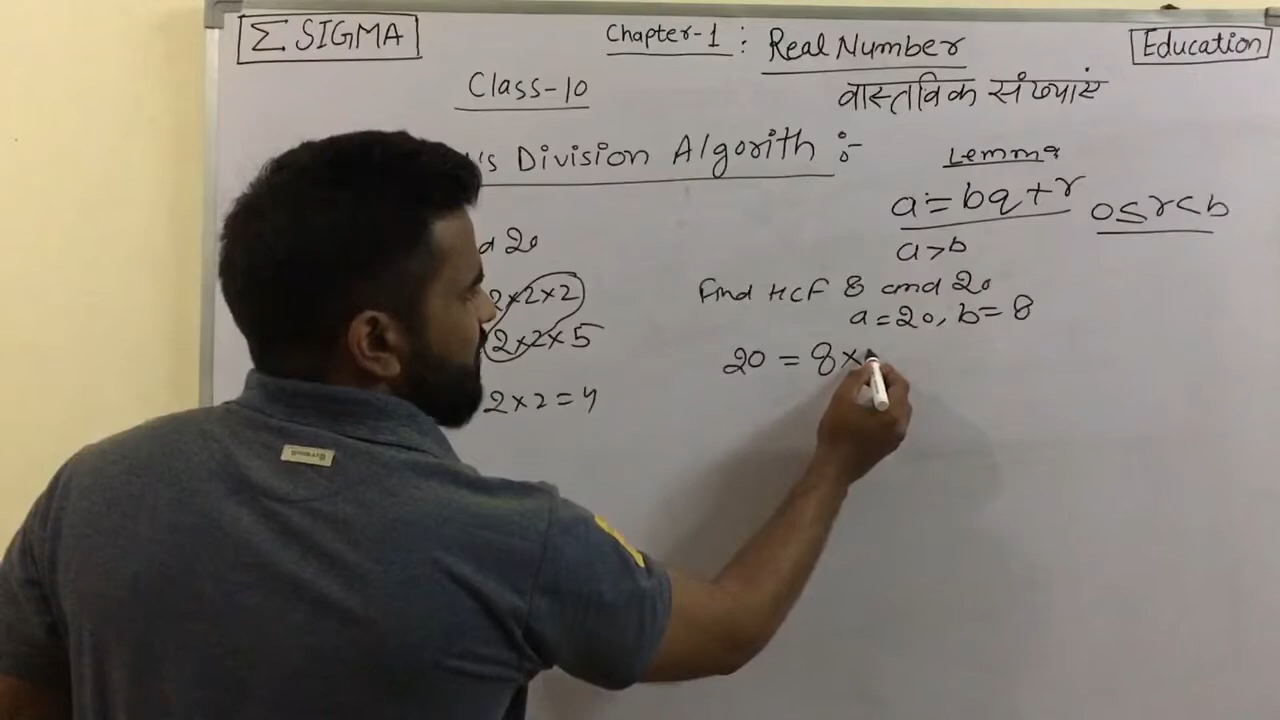 Σ SIGMA
Chapter-1 : Real Number
Education
Class-10
वास्तविक संख्याएं
's Division Algorith :-
Lemma
a = bq + r 0 ≤ r < b
a > b
20
2×2×2
2×2×5
2×2=4
Find HCF 8 and 20
a = 20, b = 8
20 = 8 ×